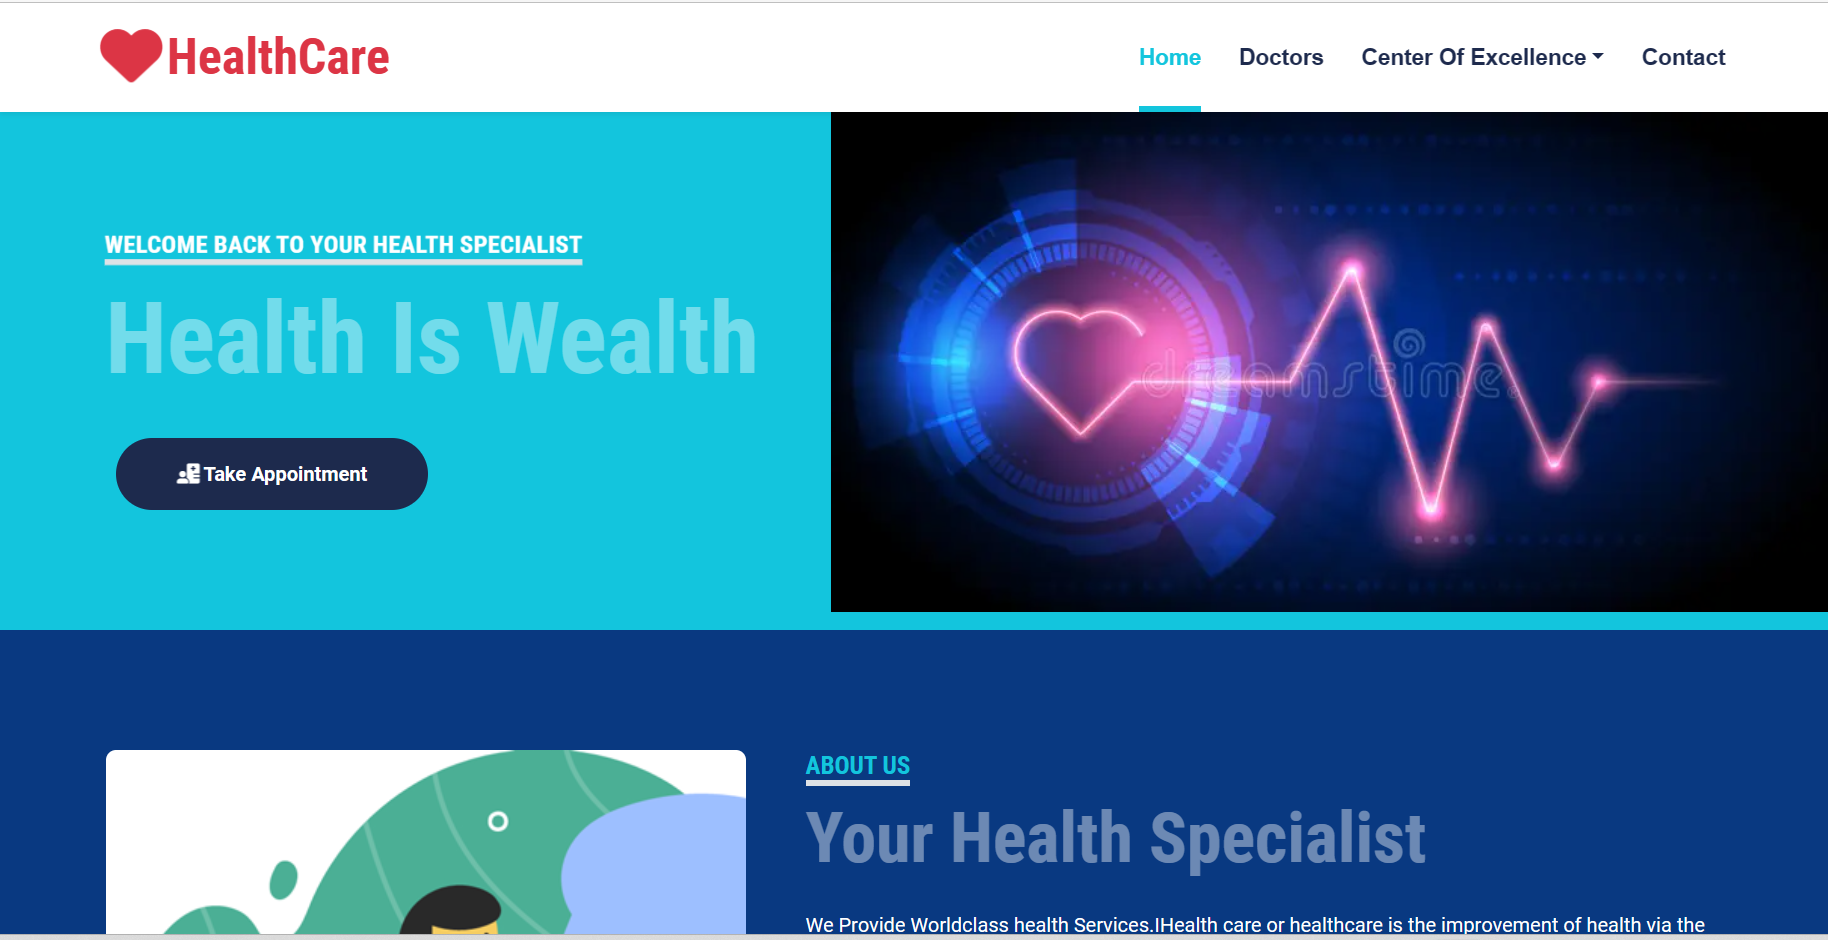 HealthCare
Home Doctors Center Of Excellence Contact
WELCOME BACK TO YOUR HEALTH SPECIALIST
Health Is Wealth
dreamstime
Take Appointment
ABOUT US
Your Health Specialist
We Provide Worldclass health Services.IHealth care or healthcare is the improvement of health via the